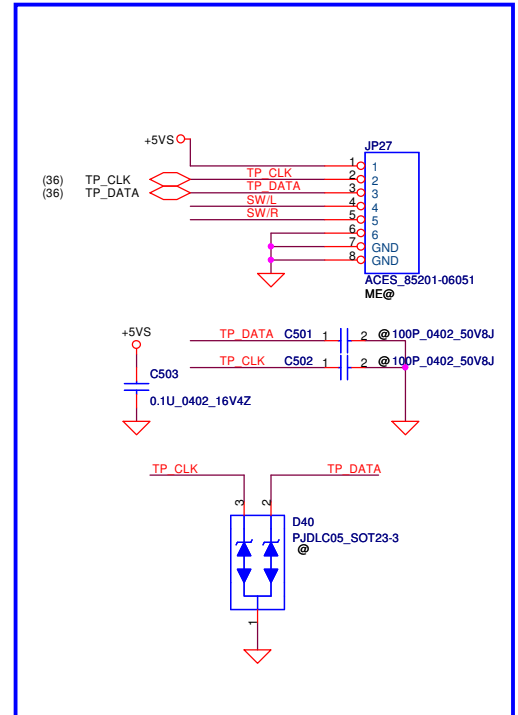 +5VS
JP27
1 1
(36) TP_CLK TP_CLK 2 2
(36) TP_DATA TP_DATA 3 3
SW/L 4 4
SW/R 5 5
6 6
7 GND
8 GND
ACES_85201-06051
ME@
+5VS
TP_DATA C501 1 2 @100P_0402_50V8J
TP_CLK C502 1 2 @100P_0402_50V8J
C503
0.1U_0402_16V4Z
TP_CLK TP_DATA
3 2
D40
PJDLC05_SOT23-3
@
1